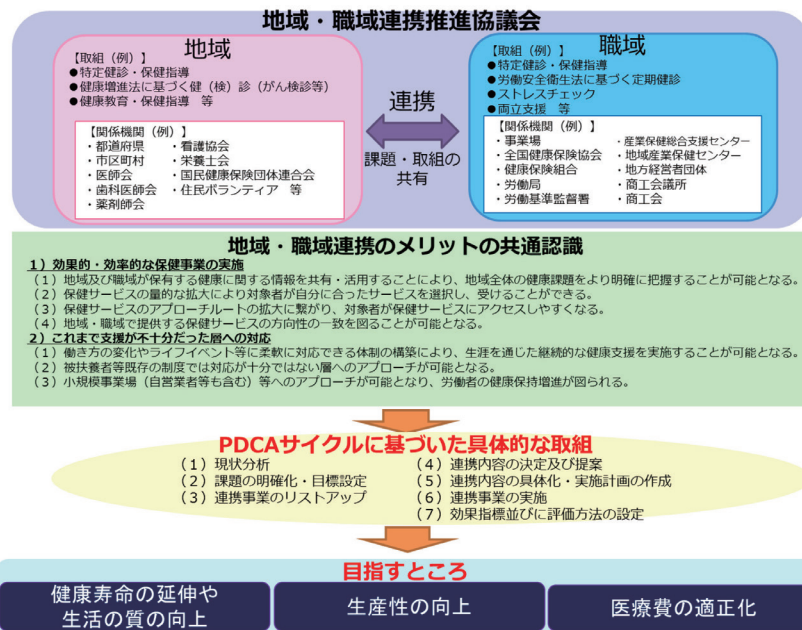 地域・職域連携推進協議会
地域
【取組（例）】
●特定健診・保健指導
●健康増進法に基づく健（検）診（がん検診等）
●健康教育・保健指導　等
【関係機関（例）】
・都道府県　・看護協会
・市区町村　・栄養士会
・医師会　・国民健康保険団体連合会
・歯科医師会　・住民ボランティア　等
・薬剤師会
連携
課題・取組の
共有
職域
【取組（例）】
●特定健診・保健指導
●労働安全衛生法に基づく定期健診
●ストレスチェック
●両立支援　等
【関係機関（例）】
・事業場　・産業保健総合支援センター
・全国健康保険協会　・地域産業保健センター
・健康保険組合　・地方経営者団体
・労働局　・商工会議所
・労働基準監督署　・商工会
地域・職域連携のメリットの共通認識
１）効果的・効率的な保健事業の実施
（１）地域及び職域が保有する健康に関する情報を共有・活用することにより、地域全体の健康課題をより明確に把握することが可能となる。
（２）保健サービスの量的な拡大により対象者が自分に合ったサービスを選択し、受けることができる。
（３）保健サービスのアプローチルートの拡大に繋がり、対象者が保健サービスにアクセスしやすくなる。
（４）地域・職域で提供する保健サービスの方向性の一致を図ることが可能となる。
２）これまで支援が不十分だった層への対応
（１）働き方の変化やライフイベント等に柔軟に対応できる体制の構築により、生涯を通じた継続的な健康支援を実施することが可能となる。
（２）被扶養者等既存の制度では対応が十分ではない層へのアプローチが可能となる。
（３）小規模事業場（自営業者等も含む）等へのアプローチが可能となり、労働者の健康保持増進が図られる。
PDCAサイクルに基づいた具体的な取組
（１）現状分析
（２）課題の明確化・目標設定
（３）連携事業のリストアップ
（４）連携内容の決定及び提案
（５）連携内容の具体化・実施計画の作成
（６）連携事業の実施
（７）効果指標並びに評価方法の設定
目指すところ
健康寿命の延伸や
生活の質の向上
生産性の向上
医療費の適正化